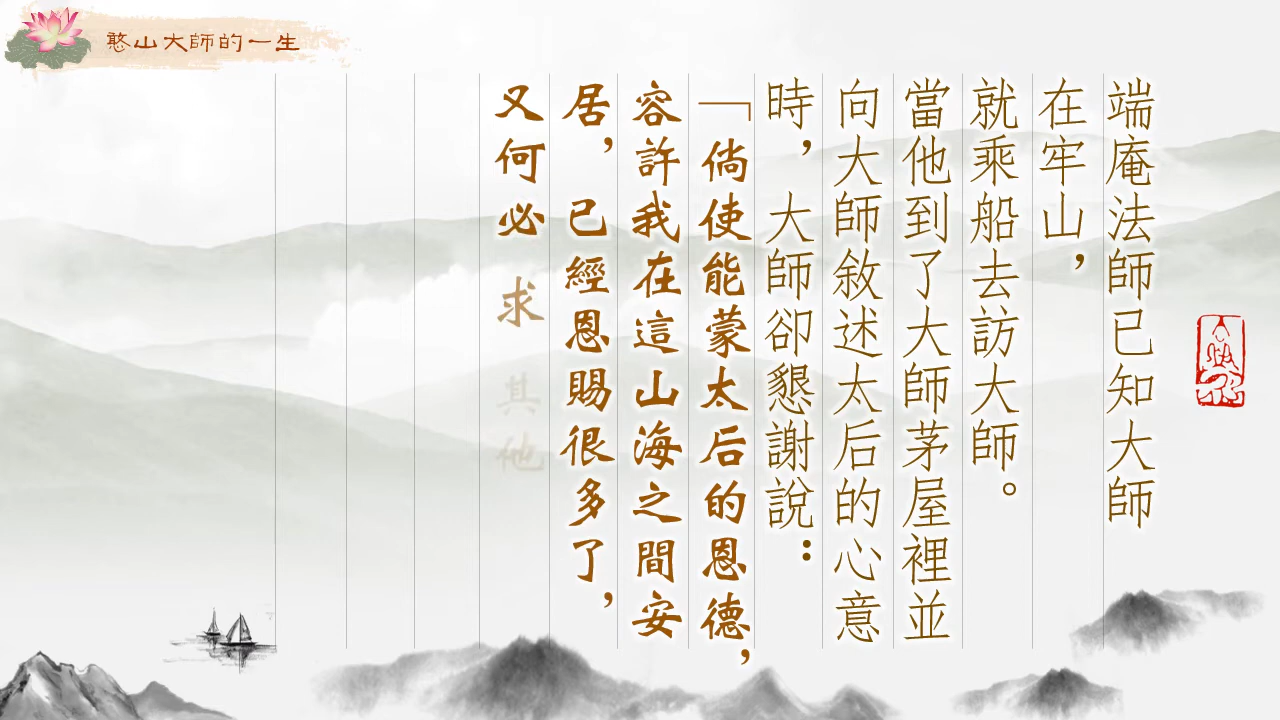 憨山大師的一生
端庵法師已知大師
在牢山，
就乘船去訪大師。
當他到了大師茅屋裡並
向大師敘述太后的心意
時，大師卻懇謝說：
「倘使能蒙太后的恩德，
容許我在這山海之間安
居，已經恩賜很多了，
又何必求其他